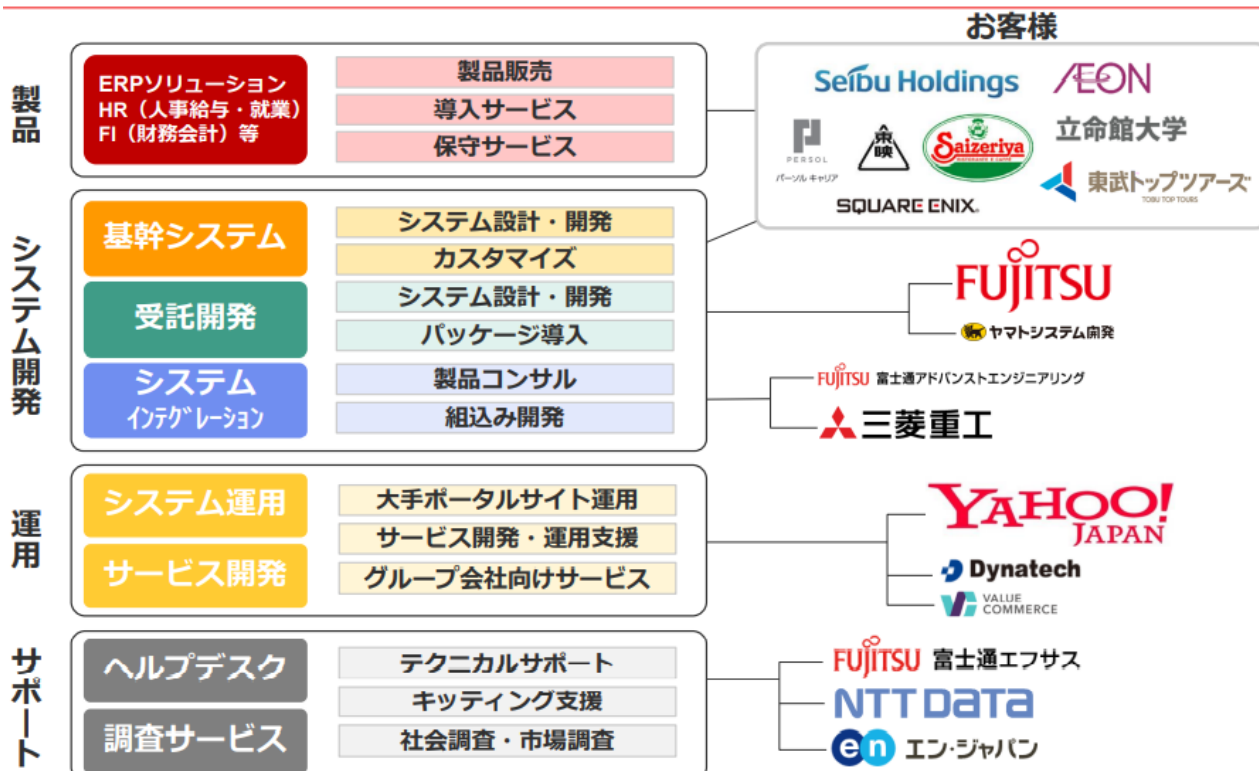 お客様
製品
ERPソリューション
HR（人事給与・就業）
FI（財務会計）等
製品販売
導入サービス
保守サービス
Seibu Holdings
ÆON
PERSOL
パーソル キャリア
東映
Saizeriya
RISTORANTE E CAFFÈ
立命館大学
東武トップツアーズ
TOBU TOP TOURS
SQUARE ENIX.
システム開発
基幹システム
システム設計・開発
カスタマイズ
受託開発
システム設計・開発
パッケージ導入
システム
インテグレーション
製品コンサル
組込み開発
FUJITSU
ヤマトシステム開発
FUJITSU 富士通アドバンストエンジニアリング
三菱重工
運用
システム運用
サービス開発
大手ポータルサイト運用
サービス開発・運用支援
グループ会社向けサービス
YAHOO!
JAPAN
Dynatech
VALUE
COMMERCE
サポート
ヘルプデスク
調査サービス
テクニカルサポート
キッティング支援
社会調査・市場調査
FUJITSU 富士通エフサス
NTT DATA
en エン・ジャパン